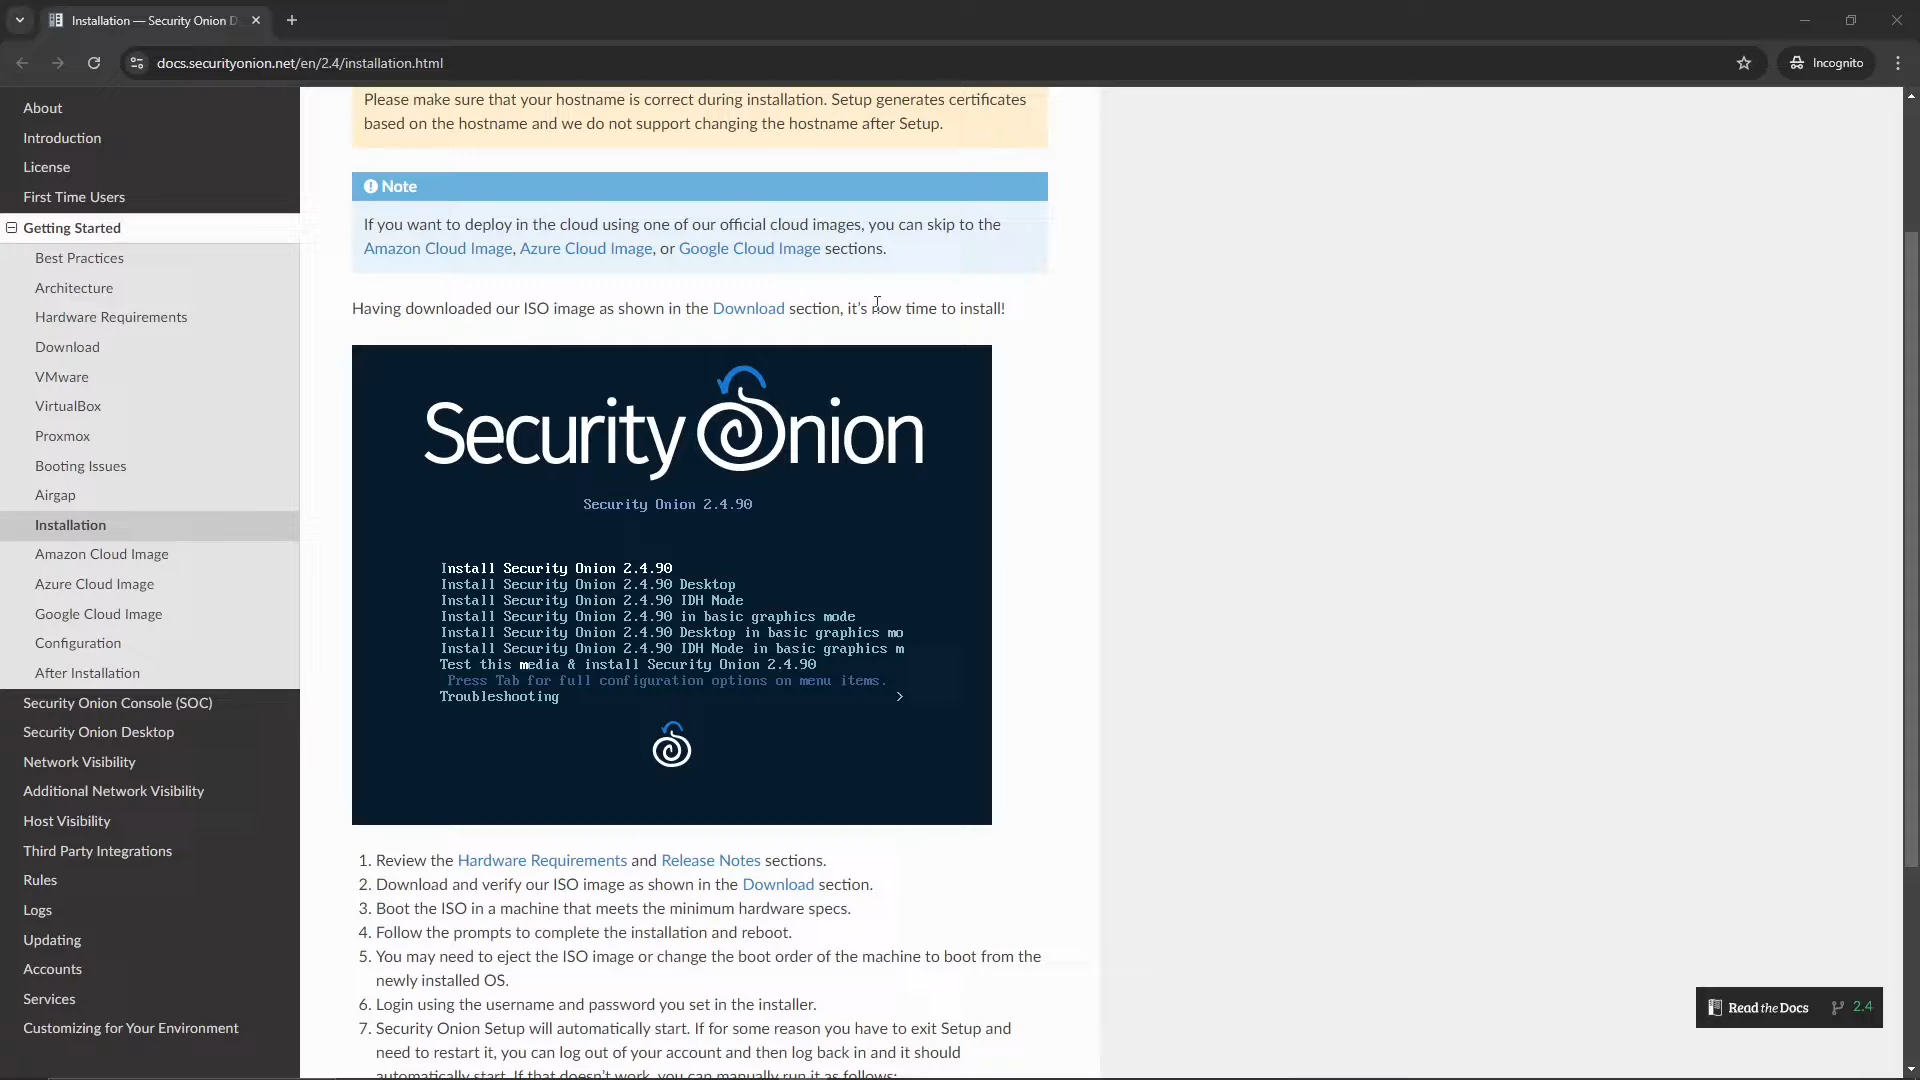 Installation — Security Onion D
docs.securityonion.net/en/2.4/installation.html
Incognito
About
Introduction
License
First Time Users
Getting Started
Best Practices
Architecture
Hardware Requirements
Download
VMware
VirtualBox
Proxmox
Booting Issues
Airgap
Installation
Amazon Cloud Image
Azure Cloud Image
Google Cloud Image
Configuration
After Installation
Security Onion Console (SOC)
Security Onion Desktop
Network Visibility
Additional Network Visibility
Host Visibility
Third Party Integrations
Rules
Logs
Updating
Accounts
Services
Customizing for Your Environment
Please make sure that your hostname is correct during installation. Setup generates certificates
based on the hostname and we do not support changing the hostname after Setup.
Note
If you want to deploy in the cloud using one of our official cloud images, you can skip to the
Amazon Cloud Image, Azure Cloud Image, or Google Cloud Image sections.
Having downloaded our ISO image as shown in the Download section, it’s now time to install!
Security Onion
Security Onion 2.4.90
Install Security Onion 2.4.90
Install Security Onion 2.4.90 Desktop
Install Security Onion 2.4.90 IDH Node
Install Security Onion 2.4.90 in basic graphics mode
Install Security Onion 2.4.90 Desktop in basic graphics mo
Install Security Onion 2.4.90 IDH Node in basic graphics m
Test this media & install Security Onion 2.4.90
Press Tab for full configuration options on menu items.
Troubleshooting >
1. Review the Hardware Requirements and Release Notes sections.
2. Download and verify our ISO image as shown in the Download section.
3. Boot the ISO in a machine that meets the minimum hardware specs.
4. Follow the prompts to complete the installation and reboot.
5. You may need to eject the ISO image or change the boot order of the machine to boot from the
newly installed OS.
6. Login using the username and password you set in the installer.
7. Security Onion Setup will automatically start. If for some reason you have to exit Setup and
need to restart it, you can log out of your account and then log back in and it should
automatically start. If that doesn’t work, you can manually run it as follows:
Read the Docs 2.4